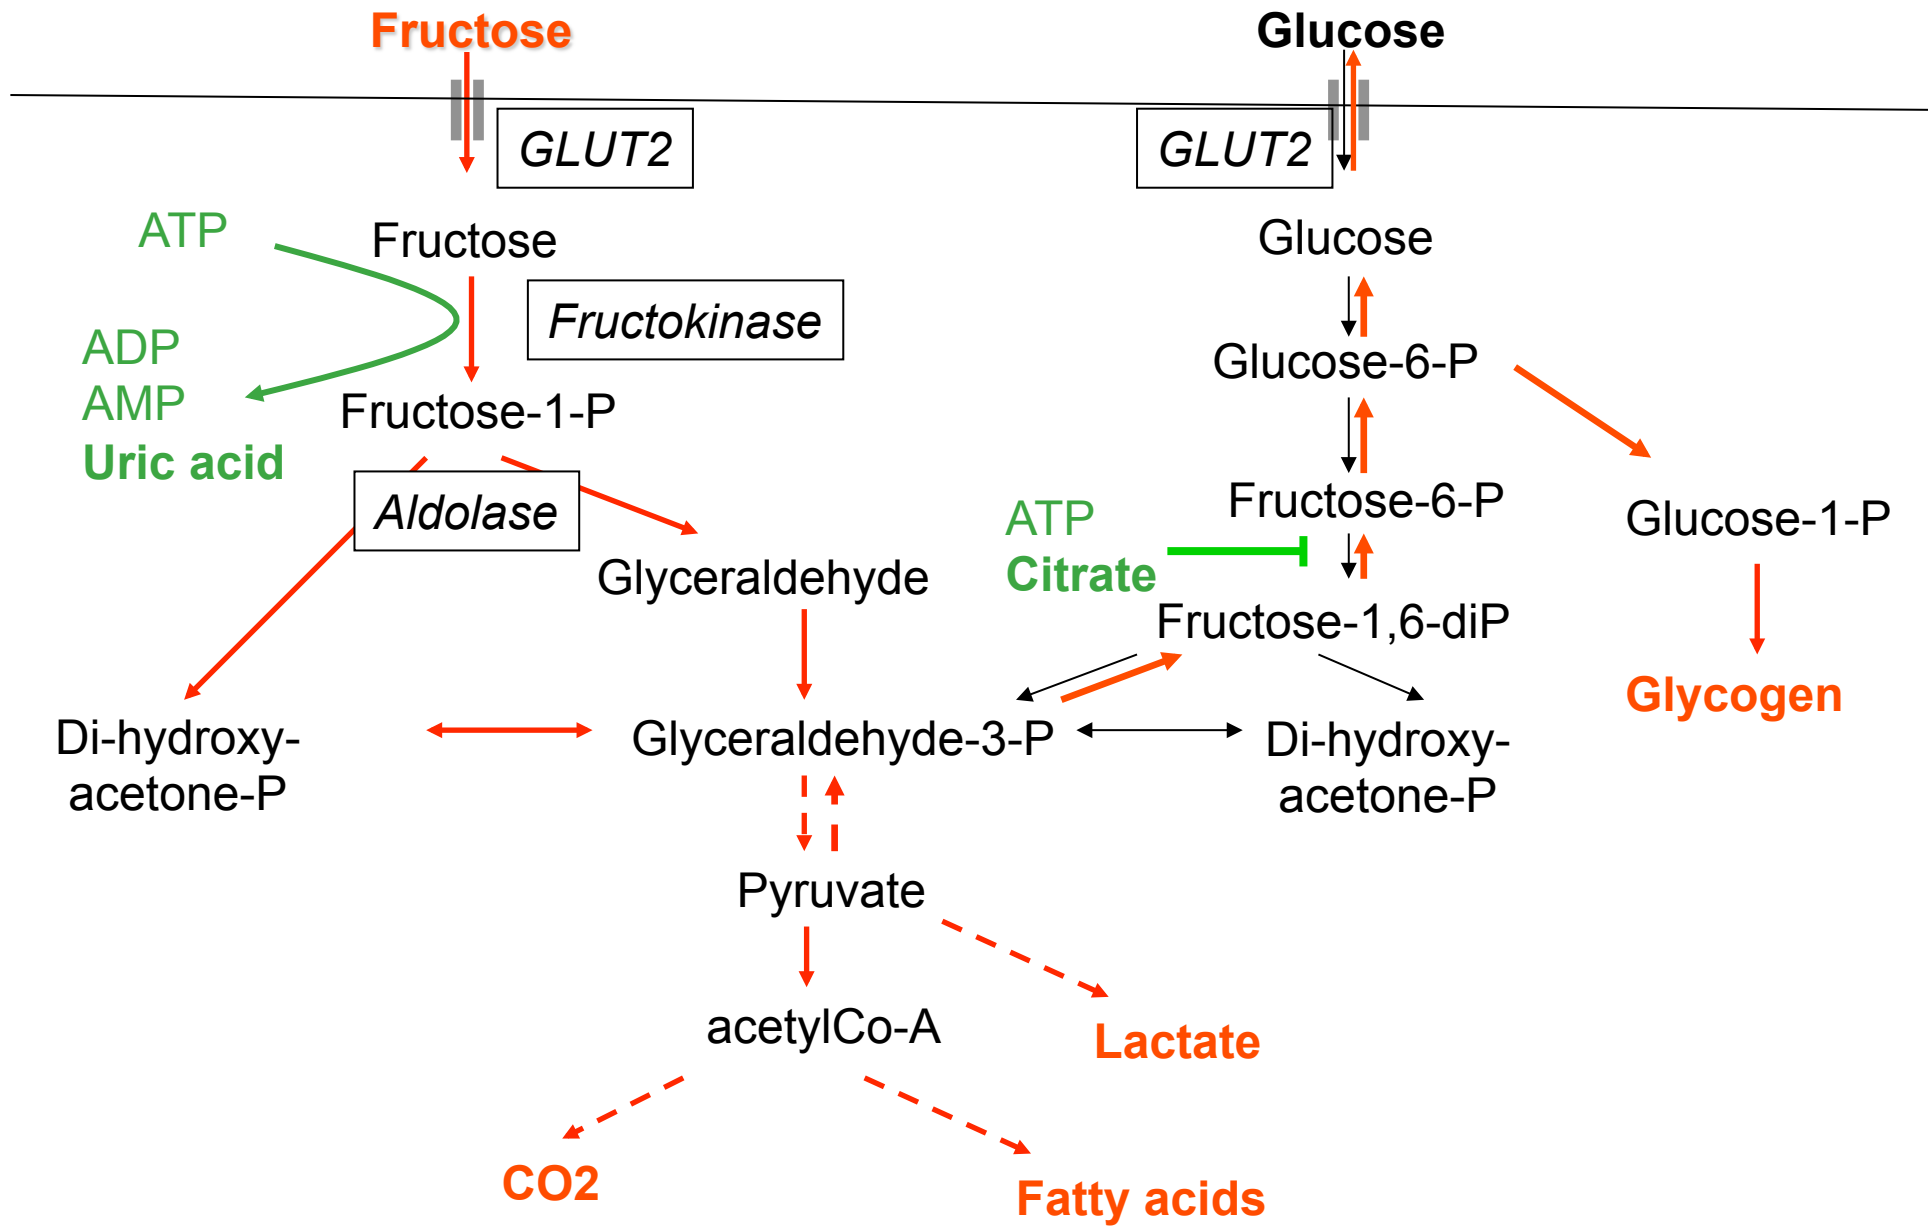 Fructose
Glucose
GLUT2
GLUT2
ATP
Fructose
Glucose
Fructokinase
ADP
AMP
Uric acid
Glucose-6-P
Fructose-1-P
Aldolase
Fructose-6-P
Glucose-1-P
ATP
Citrate
Glyceraldehyde
Fructose-1,6-diP
Glycogen
Di-hydroxy-
acetone-P
Glyceraldehyde-3-P
Di-hydroxy-
acetone-P
Pyruvate
acetylCo-A
Lactate
CO2
Fatty acids